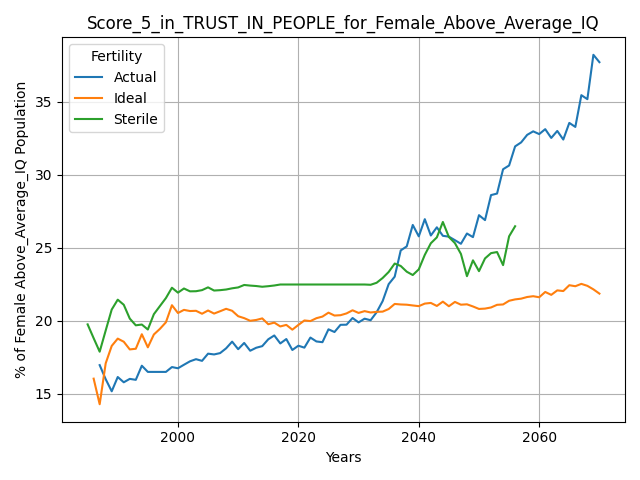 Score_5_in_TRUST_IN_PEOPLE_for_Female_Above_Average_IQ
Fertility
Actual
Ideal
Sterile
% of Female Above_Average_IQ Population
35
30
25
20
15
2000
2020
2040
2060
Years